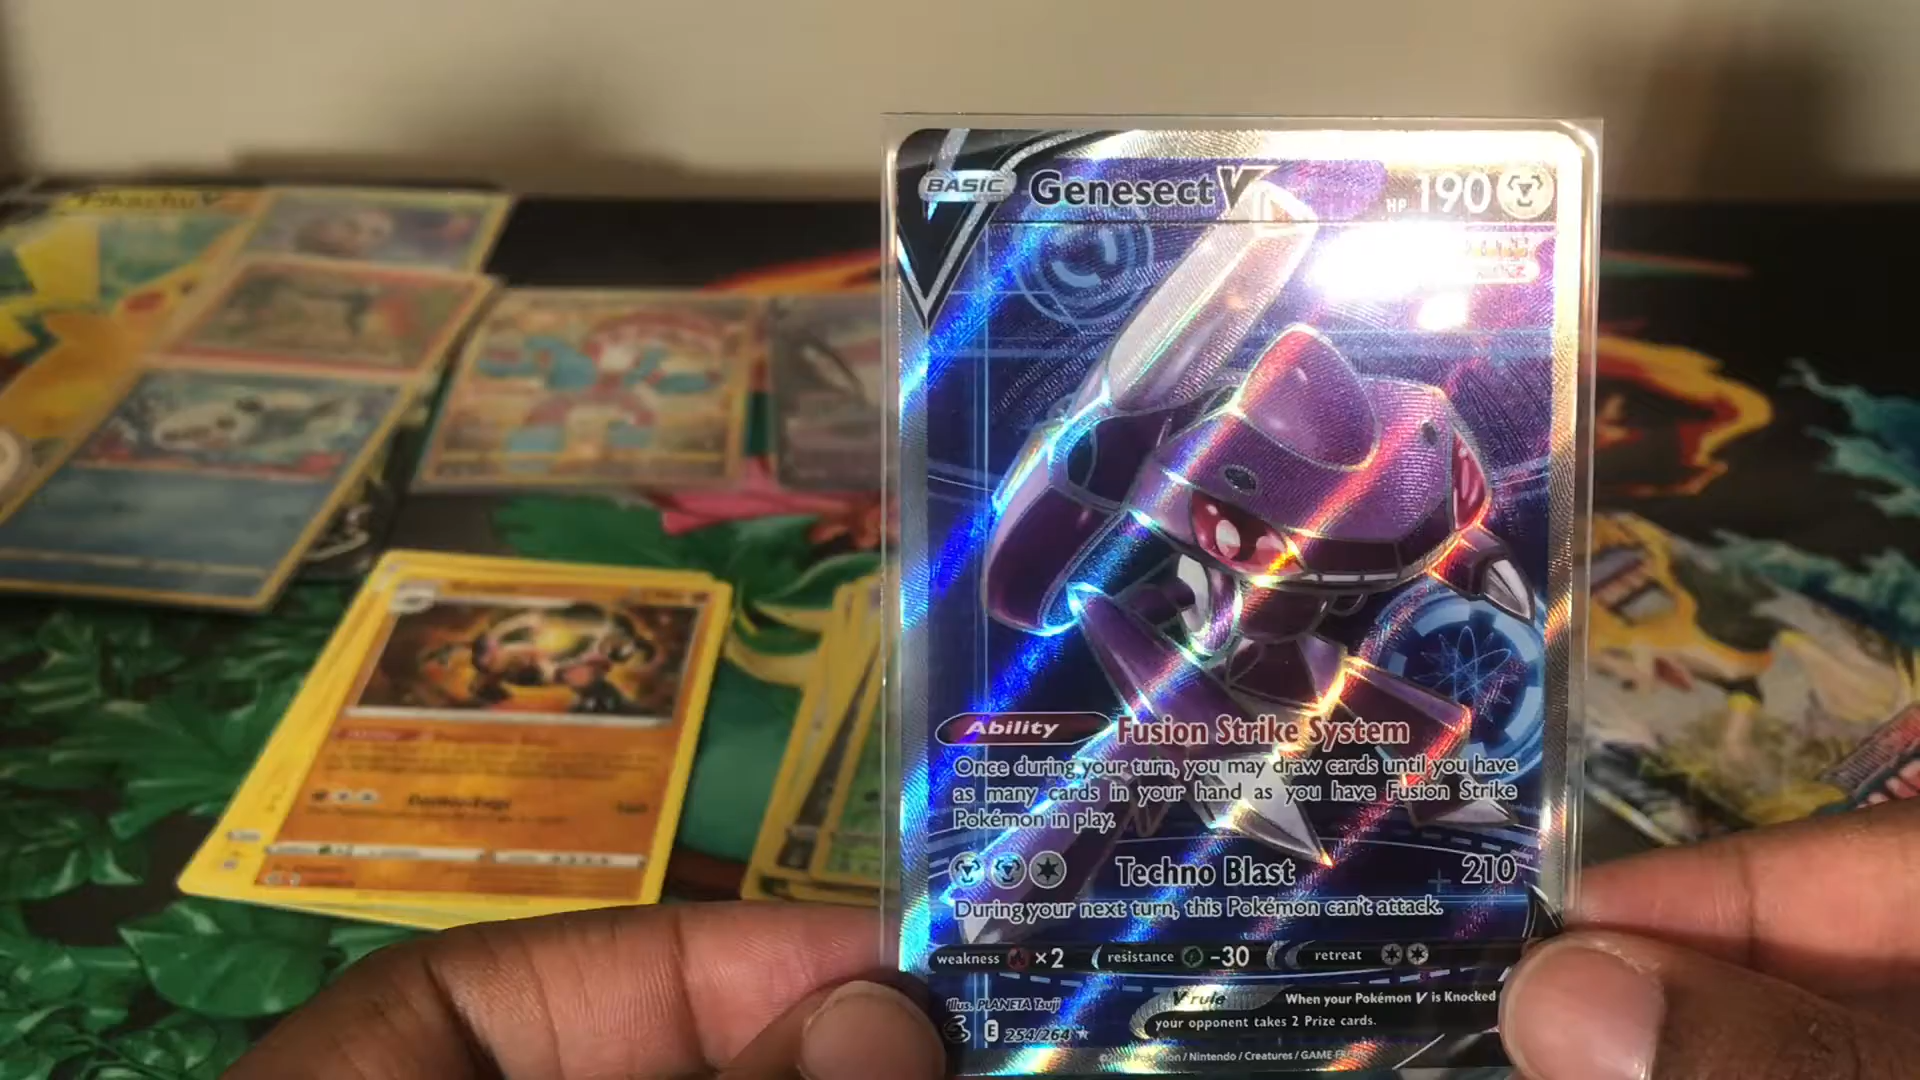 BASIC Genesect V HP 190
Ability Fusion Strike System
Once during your turn, you may draw cards until you have
as many cards in your hand as you have Fusion Strike
Pokémon in play.
Techno Blast 210
During your next turn, this Pokémon can't attack.
weakness ×2 resistance -30 retreat
Illus. PLANETA Tsuji
V rule When your Pokémon V is Knocked
your opponent takes 2 Prize cards.
E 254/264
Pokémon / Nintendo / Creatures / GAME
Pikachu V